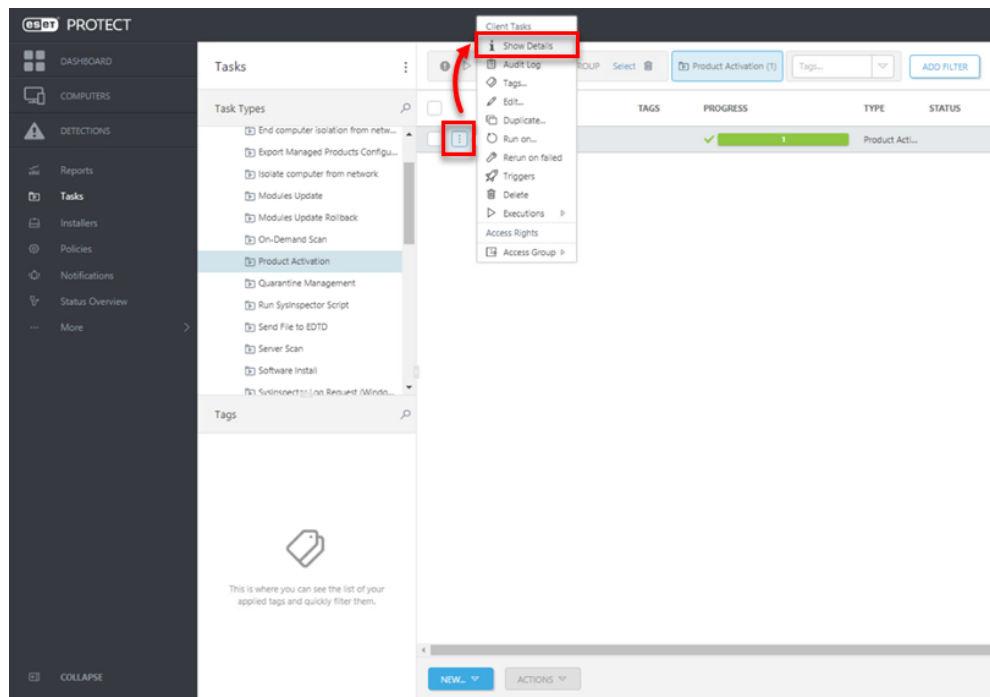 eset PROTECT
DASHBOARD
COMPUTERS
DETECTIONS
Reports
Tasks
Installers
Policies
Notifications
Status Overview
More
COLLAPSE
Tasks
Task Types
End computer isolation from netw...
Export Managed Products Configu...
Isolate computer from network
Modules Update
Modules Update Rollback
On-Demand Scan
Product Activation
Quarantine Management
Run SysInspector Script
Send File to EDTD
Server Scan
Software Install
SysInspector Log Request (Windo...
Tags
This is where you can see the list of your
applied tags and quickly filter them.
Client Tasks
Show Details
Audit Log
Tags...
Edit...
Duplicate...
Run on...
Rerun on failed
Triggers
Delete
Executions
Access Rights
Access Group
Select
Product Activation (1)
Tags...
ADD FILTER
TAGS PROGRESS TYPE STATUS
1 Product Acti...
NEW... ACTIONS